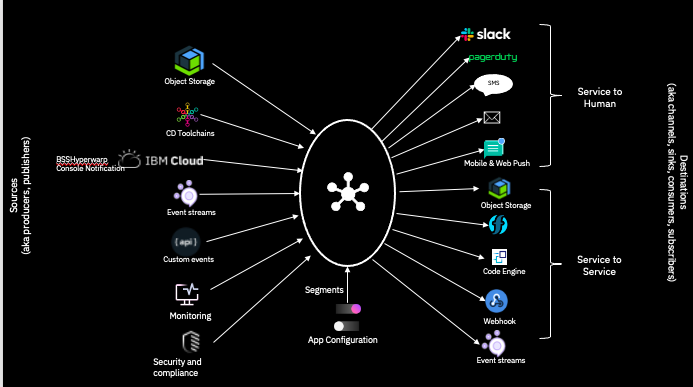 Sources
(aka producers, publishers)
Object Storage
CD Toolchains
BSSHyperwarp
Console Notification
IBM Cloud
Event streams
{api}
Custom events
Monitoring
Security and
compliance
Segments
App Configuration
slack
pagerduty
SMS
Mobile & Web Push
Object Storage
Code Engine
Webhook
Event streams
Service to
Human
Service to
Service
Destinations
(aka channels, sinks, consumers, subscribers)